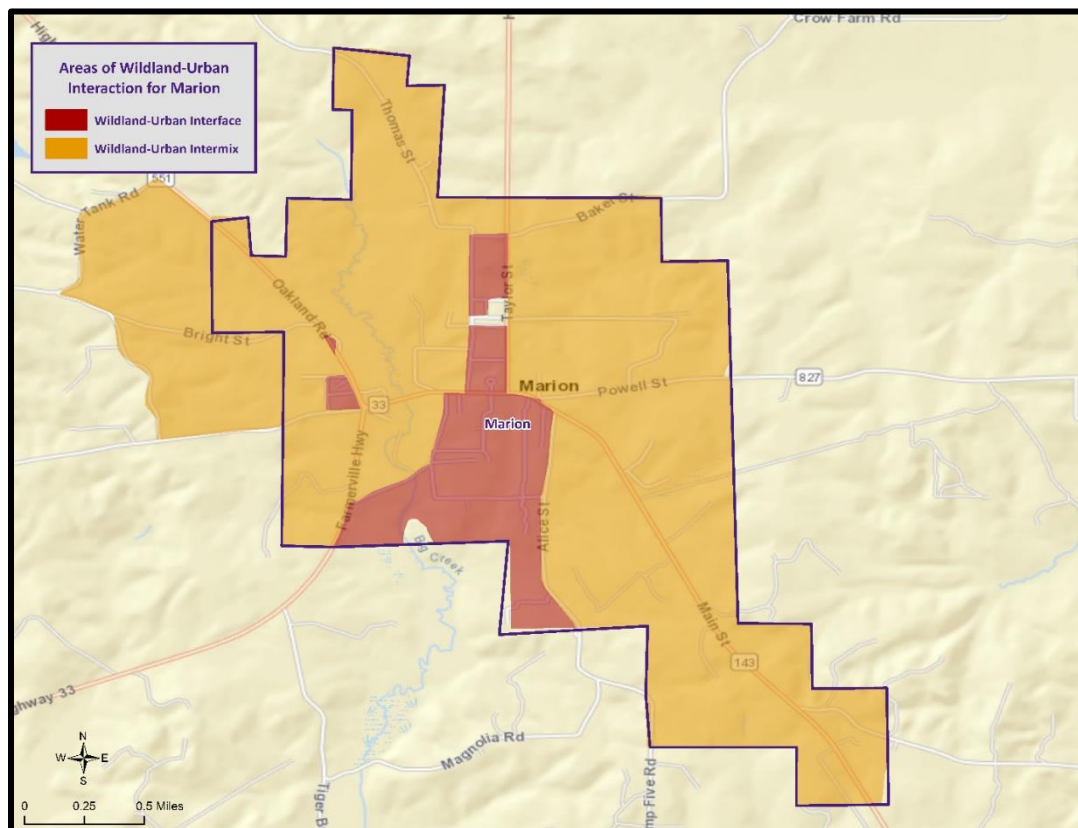 Crow Farm Rd
Areas of Wildland-Urban
Interaction for Marion
Wildland-Urban Interface
Wildland-Urban Intermix
Thomas St
551
Water Tank Rd
Baker St
Oakland Rd
Taylor St
Bright St
Marion
Powell St
827
33
Marion
Farmerville Hwy
Alice St
Big Creek
Main St
143
ghway 33
Magnolia Rd
Tiger B
mp Five Rd
N
W E
S
0 0.25 0.5 Miles